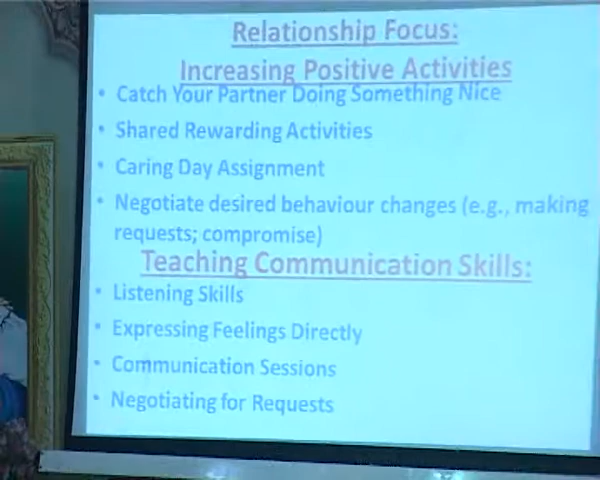 Relationship Focus:
Increasing Positive Activities
• Catch Your Partner Doing Something Nice
• Shared Rewarding Activities
• Caring Day Assignment
• Negotiate desired behaviour changes (e.g., making
requests; compromise)
Teaching Communication Skills:
• Listening Skills
• Expressing Feelings Directly
• Communication Sessions
• Negotiating for Requests